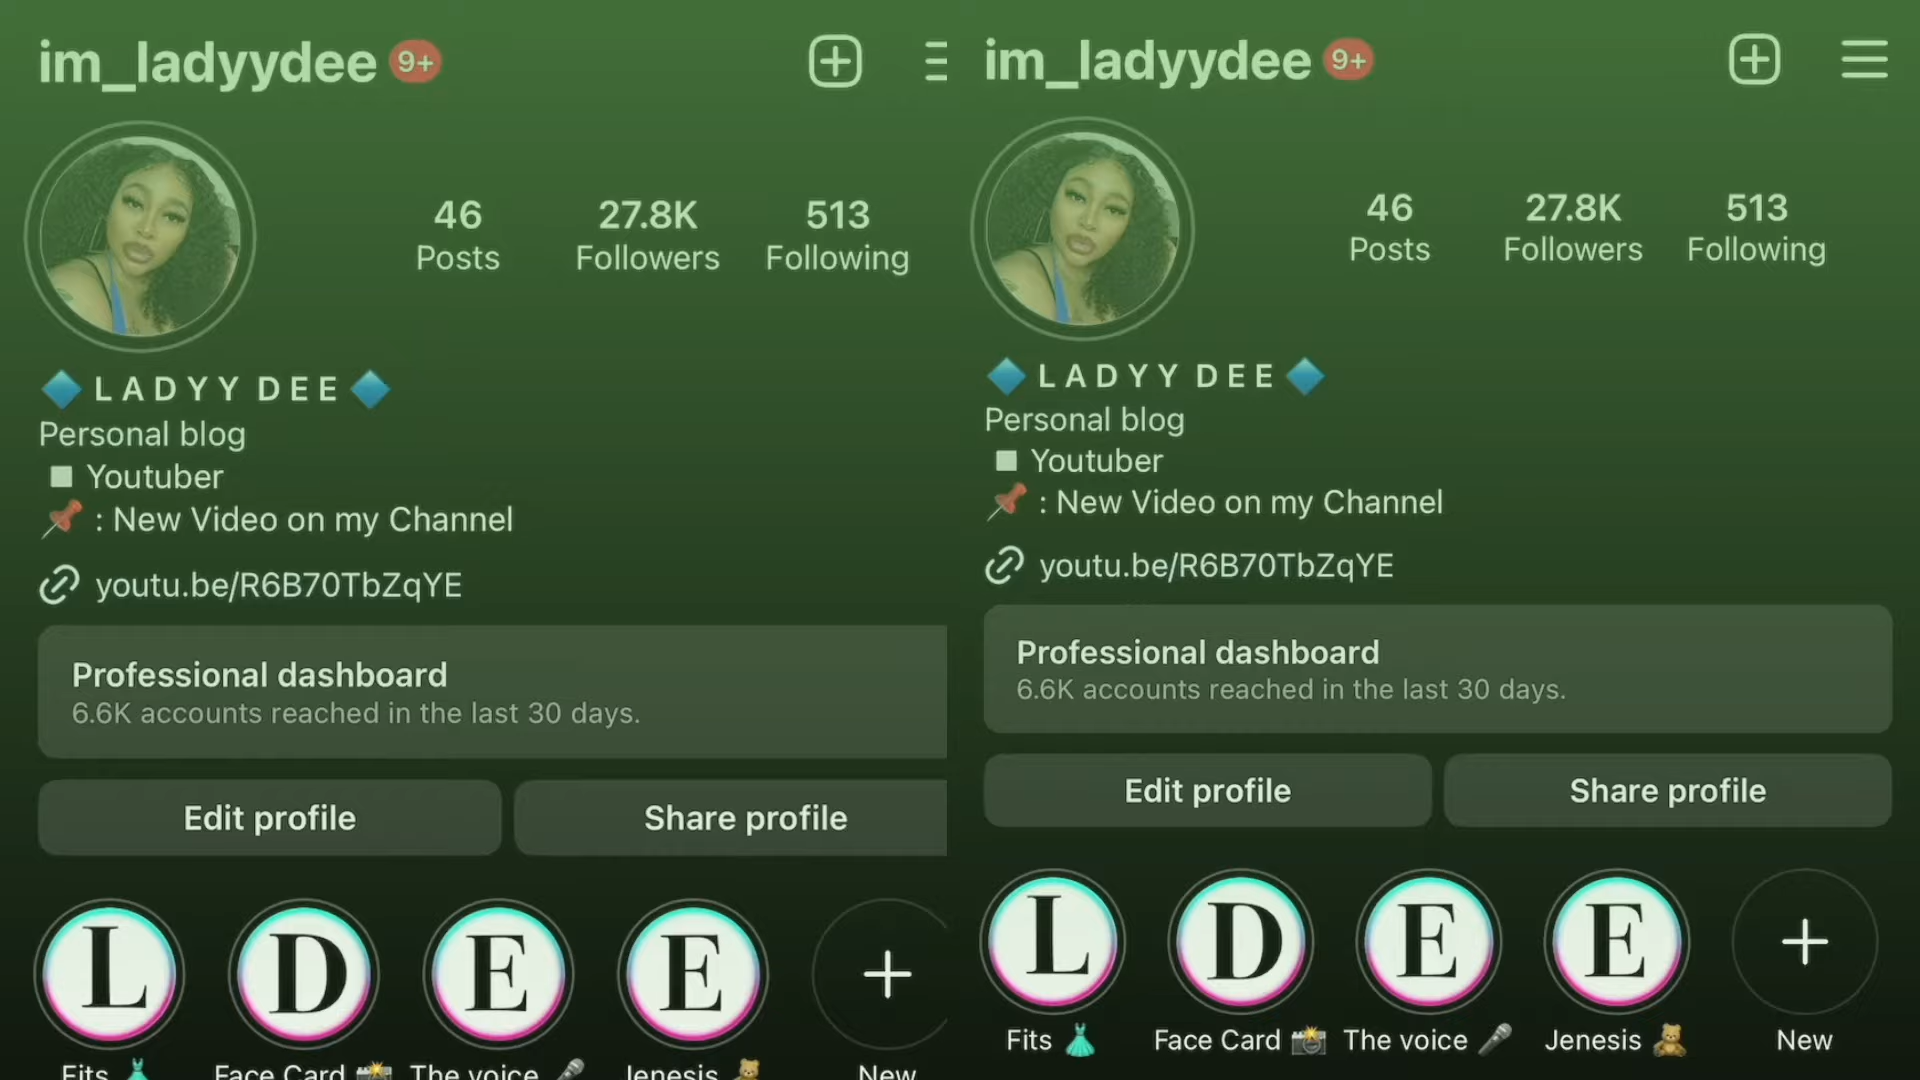 im_ladyydee 9+
46 27.8K 513
Posts Followers Following
🔷 L A D Y Y D E E 🔷
Personal blog
◽ Youtuber
📌 : New Video on my Channel
youtu.be/R6B70TbZqYE
Professional dashboard
6.6K accounts reached in the last 30 days.
Edit profile Share profile
L D E E
Fits 👗 Face Card 📸 The voice 🎤 Jenesis 🧸 New
im_ladyydee 9+
46 27.8K 513
Posts Followers Following
🔷 L A D Y Y D E E 🔷
Personal blog
◽ Youtuber
📌 : New Video on my Channel
youtu.be/R6B70TbZqYE
Professional dashboard
6.6K accounts reached in the last 30 days.
Edit profile Share profile
L D E E
Fits 👗 Face Card 📸 The voice 🎤 Jenesis 🧸 New